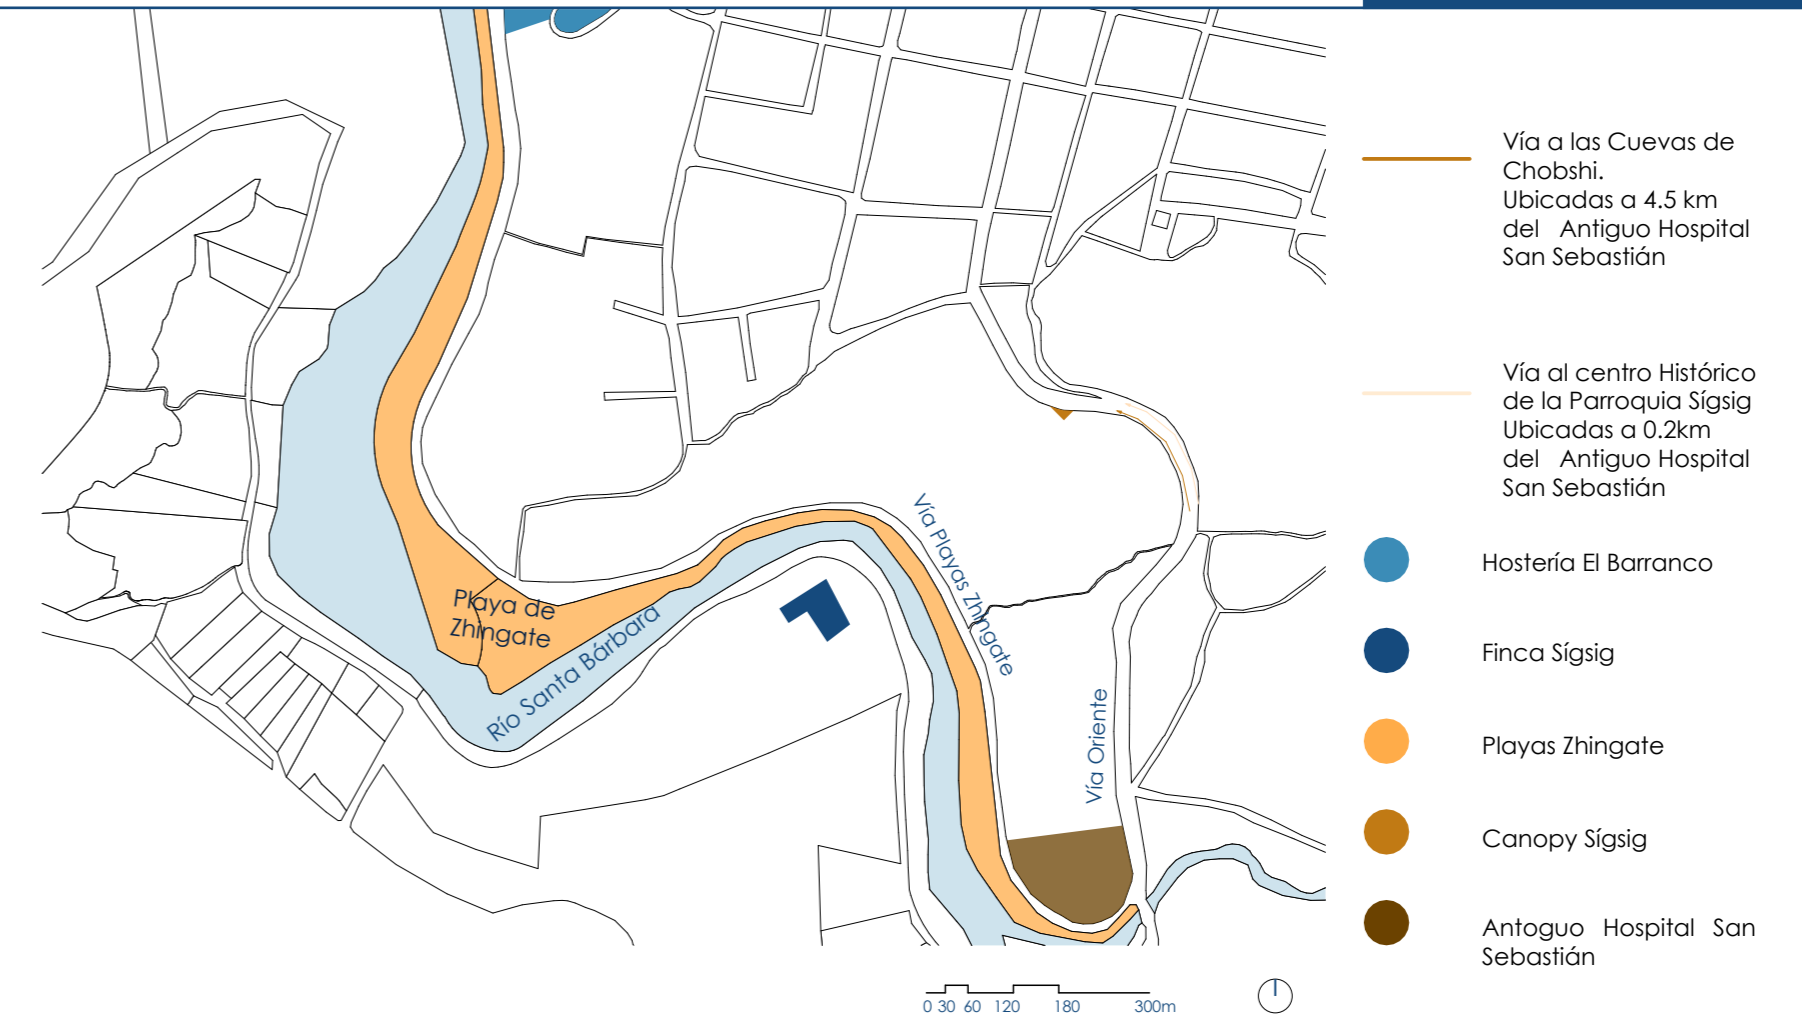 Vía a las Cuevas de
Chobshi.
Ubicadas a 4.5 km
del Antiguo Hospital
San Sebastián
Vía al centro Histórico
de la Parroquia Sígsig
Ubicadas a 0.2km
del Antiguo Hospital
San Sebastián
Hostería El Barranco
Finca Sígsig
Playas Zhingate
Canopy Sígsig
Antoguo Hospital San
Sebastián
Vía Playas Zhingate
Playa de
Zhingate
Río Santa Bárbara
Vía Oriente
0 30 60 120 180 300m